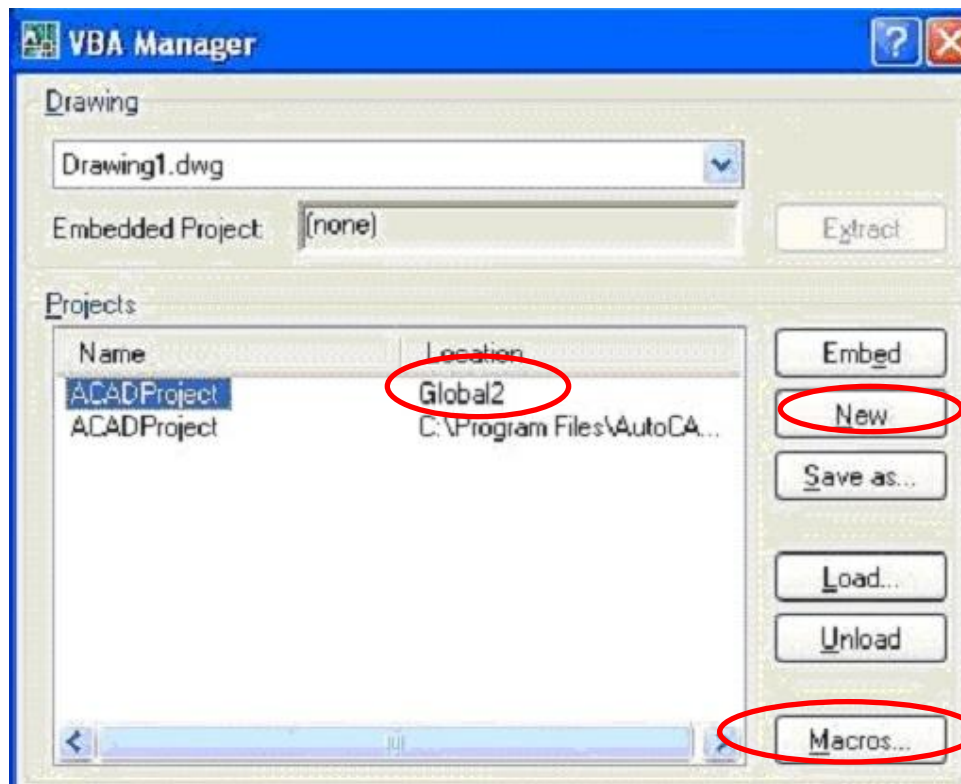 VBA Manager
Drawing
Drawing1.dwg
Embedded Project: (none) Extract
Projects
Name Location
ACADProject Global2
ACADProject C:\Program Files\AutoCA...
Embed
New
Save as...
Load...
Unload
Macros...